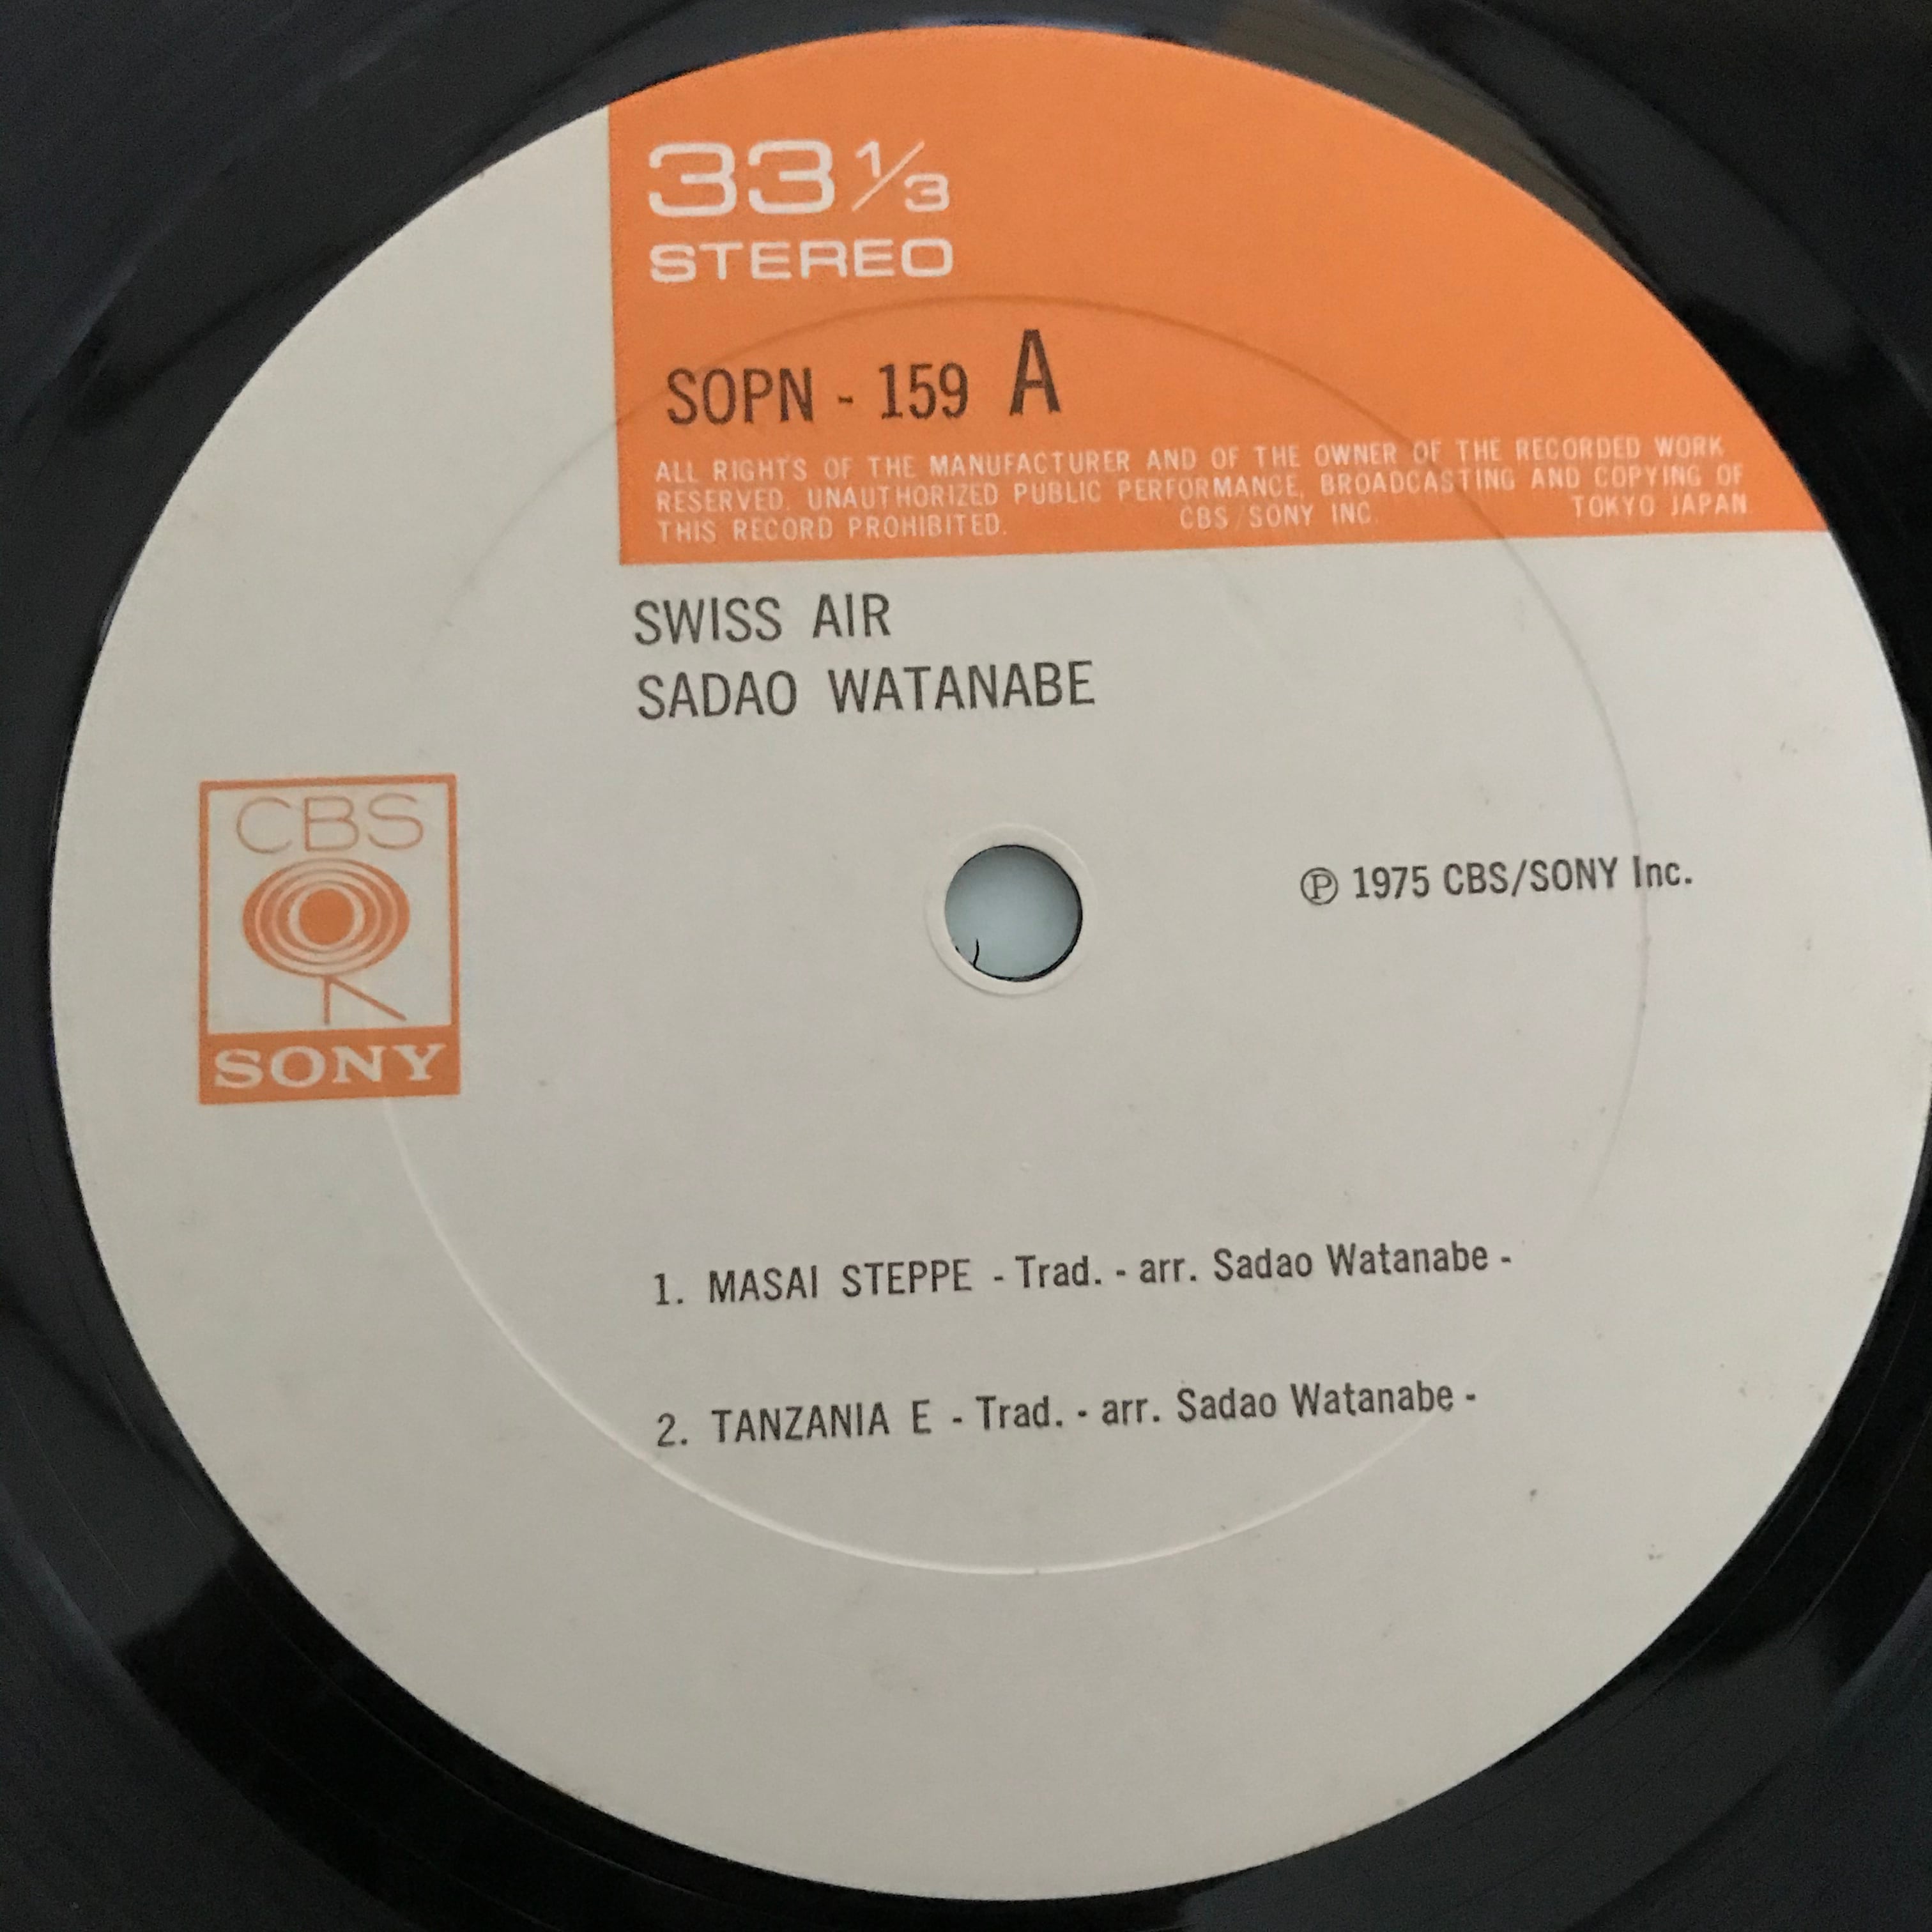 33 1/3
STEREO
SOPN - 159 A
ALL RIGHTS OF THE MANUFACTURER AND OF THE OWNER OF THE RECORDED WORK
RESERVED. UNAUTHORIZED PUBLIC PERFORMANCE, BROADCASTING AND COPYING OF
THIS RECORD PROHIBITED. CBS/SONY INC. TOKYO JAPAN
SWISS AIR
SADAO WATANABE
CBS
SONY
℗ 1975 CBS/SONY Inc.
1. MASAI STEPPE - Trad. - arr. Sadao Watanabe -
2. TANZANIA E - Trad. - arr. Sadao Watanabe -